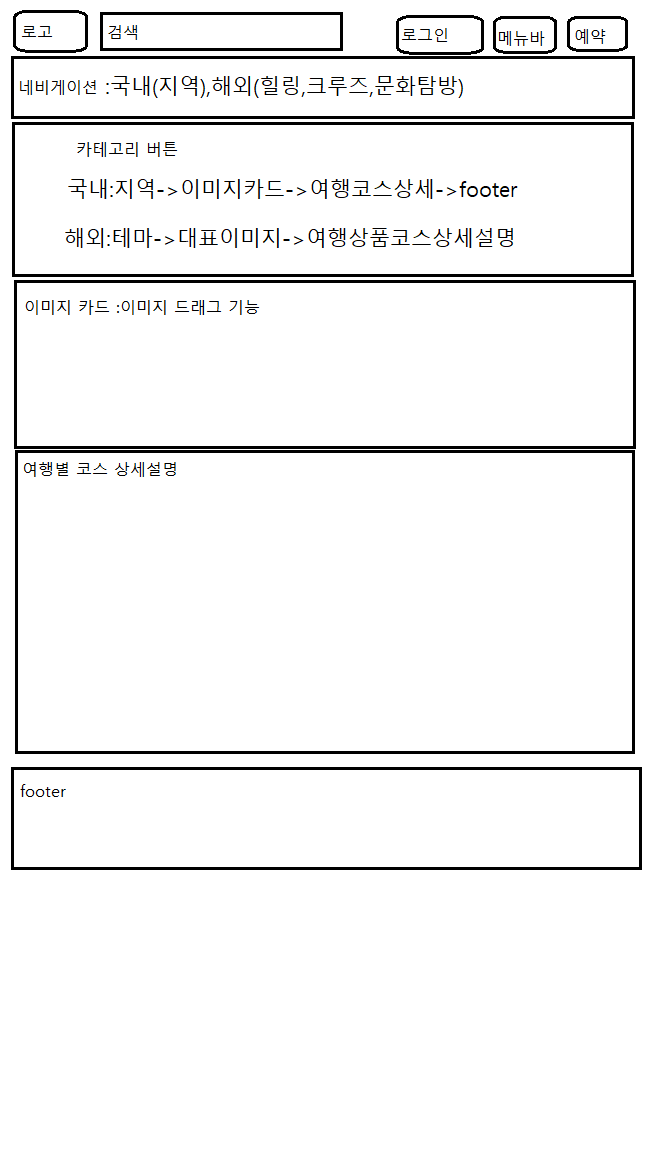 로고
검색
로그인
메뉴바
예약
네비게이션 :국내(지역),해외(힐링,크루즈,문화탐방)
카테고리 버튼
국내:지역->이미지카드->여행코스상세->footer
해외:테마->대표이미지->여행상품코스상세설명
이미지 카드 :이미지 드래그 기능
여행별 코스 상세설명
footer